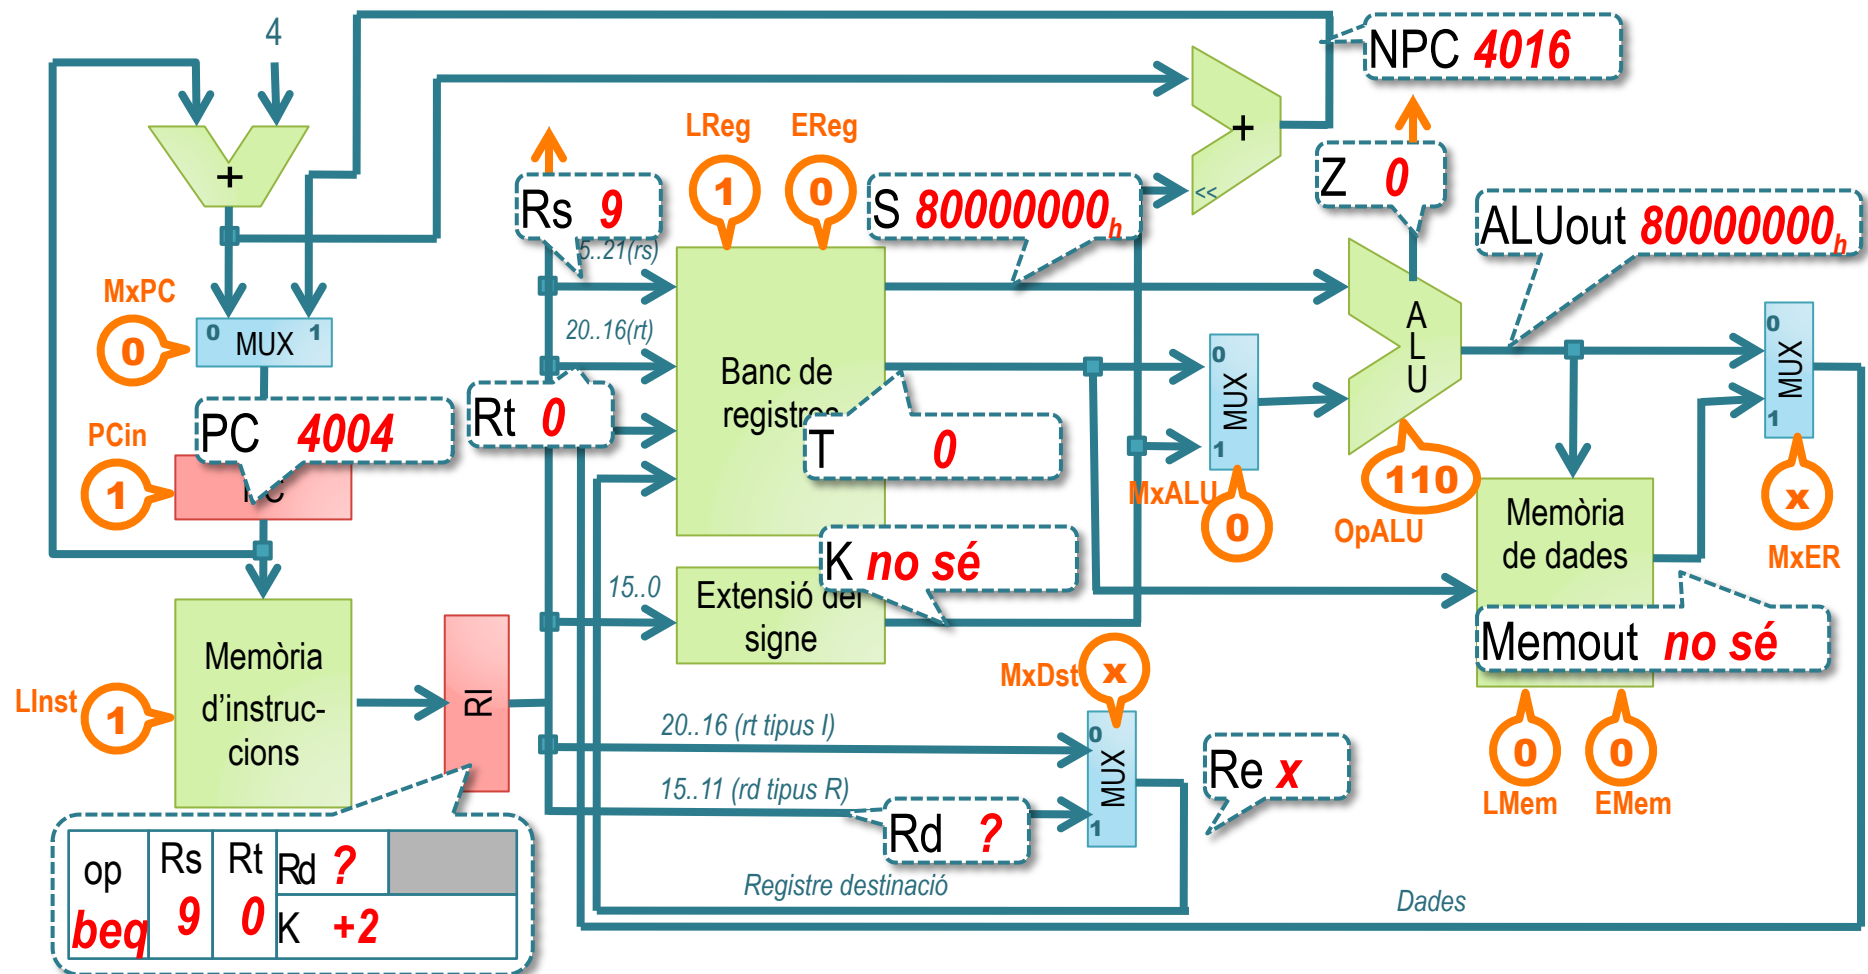 4
NPC 4016
LReg
EReg
+
+
<<
1
0
Z 0
Rs 9
S 80000000h
ALUout 80000000h
5..21(rs)
MxPC
0
0
MUX
1
20..16(rt)
Banc de
registres
0
MUX
1
ALU
0
MUX
1
PC 4004
PCin
1
PC
Rt 0
T 0
MxALU
0
110
OpALU
Memòria
de dades
x
MxER
K no sé
15..0
Extensió del
signe
Memòria
d'instruc-
cions
LInst
1
RI
MxDst
x
Memout no sé
20..16 (rt tipus I)
0
MUX
1
Re x
0
0
LMem
EMem
15..11 (rd tipus R)
Rd ?
op
beq
Rs
9
Rt
0
Rd ?
K +2
Registre destinació
Dades